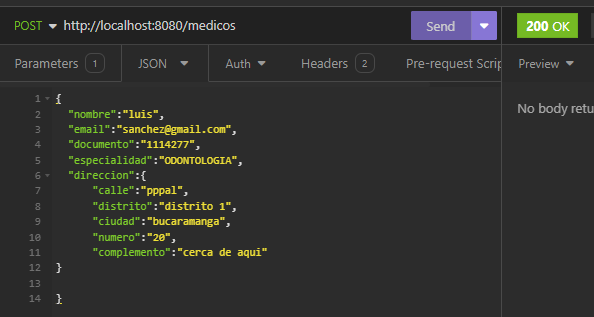 POST http://localhost:8080/medicos Send 200 OK
Parameters 1 JSON Auth Headers 2 Pre-request Scrip Preview
1 {
2 "nombre":"luis",
3 "email":"sanchez@gmail.com",
4 "documento":"1114277",
5 "especialidad":"ODONTOLOGIA",
6 "direccion":{
7 "calle":"pppal",
8 "distrito":"distrito 1",
9 "ciudad":"bucaramanga",
10 "numero":"20",
11 "complemento":"cerca de aqui"
12 }
13
14 }
No body retu